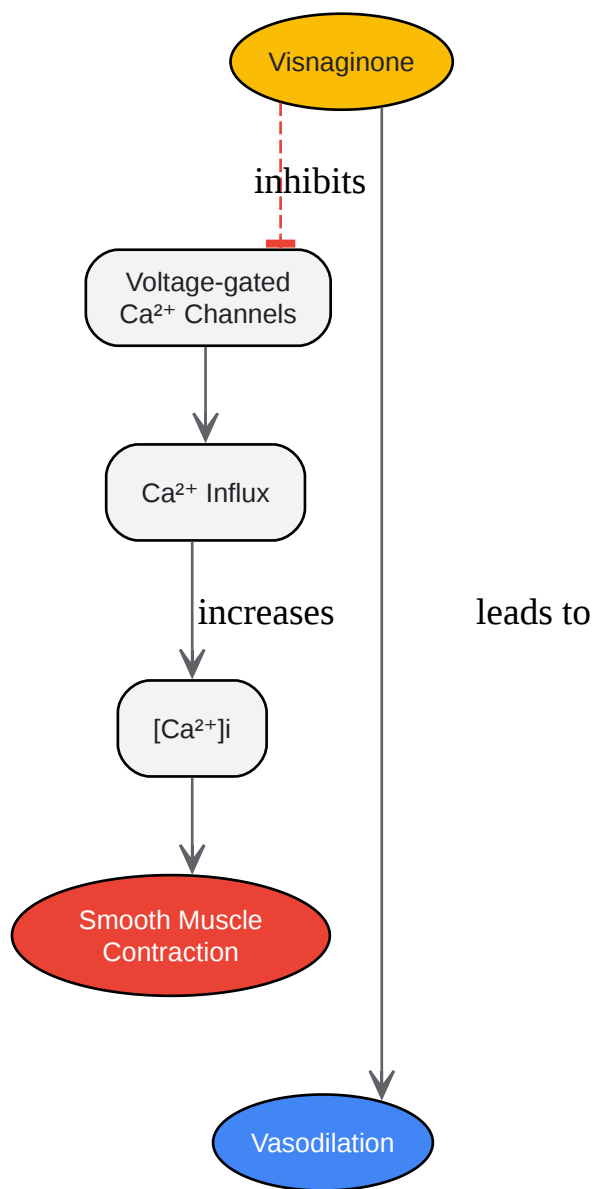 Visnaginone
inhibits
Voltage-gated
Ca²⁺ Channels
Ca²⁺ Influx
increases
leads to
[Ca²⁺]i
Smooth Muscle
Contraction
Vasodilation